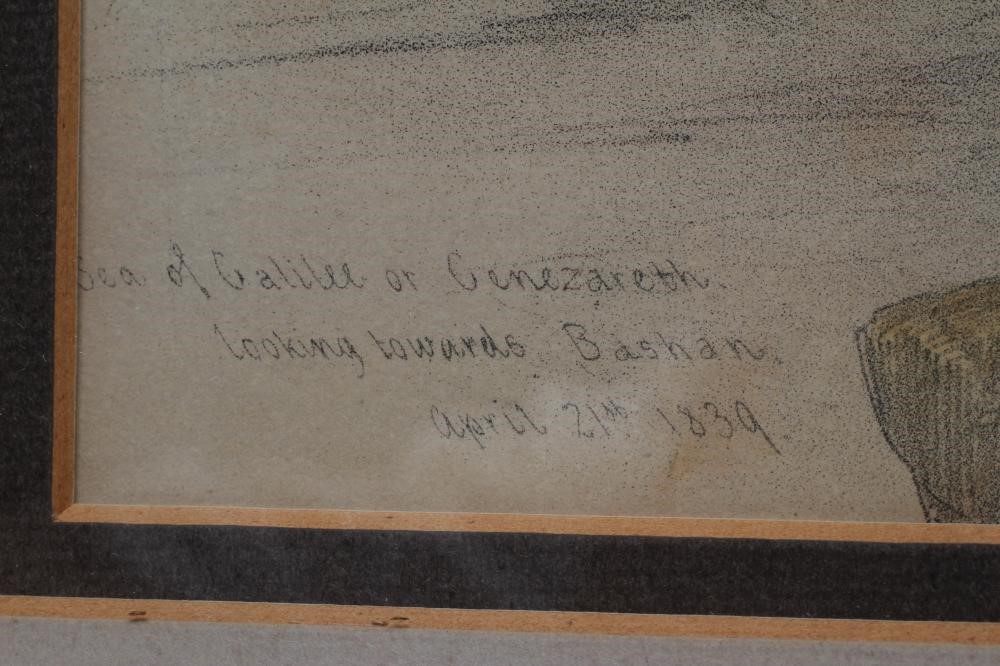 Sea of Galilee or Genezareth.
looking towards Bashan.
April 21st 1839.